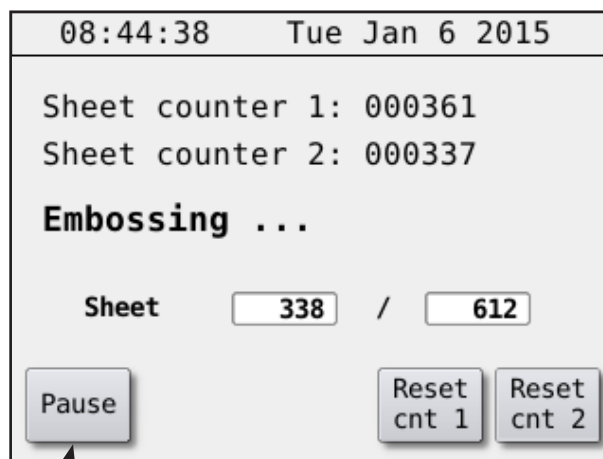 08:44:38 Tue Jan 6 2015
Sheet counter 1: 000361
Sheet counter 2: 000337
Embossing ...
Sheet 338 / 612
Pause
Reset cnt 1
Reset cnt 2